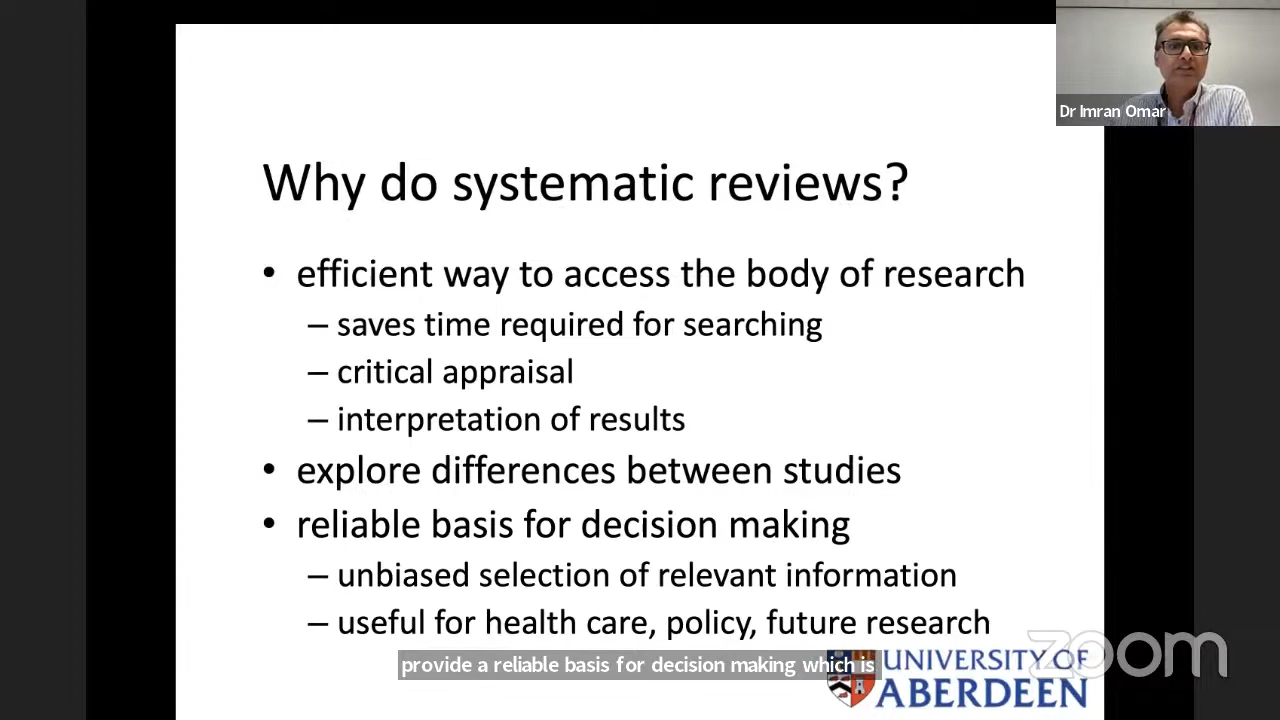 Dr Imran Omar
Why do systematic reviews?
• efficient way to access the body of research
– saves time required for searching
– critical appraisal
– interpretation of results
• explore differences between studies
• reliable basis for decision making
– unbiased selection of relevant information
– useful for health care, policy, future research
provide a reliable basis for decision making which is
UNIVERSITY OF
ABERDEEN
zoom